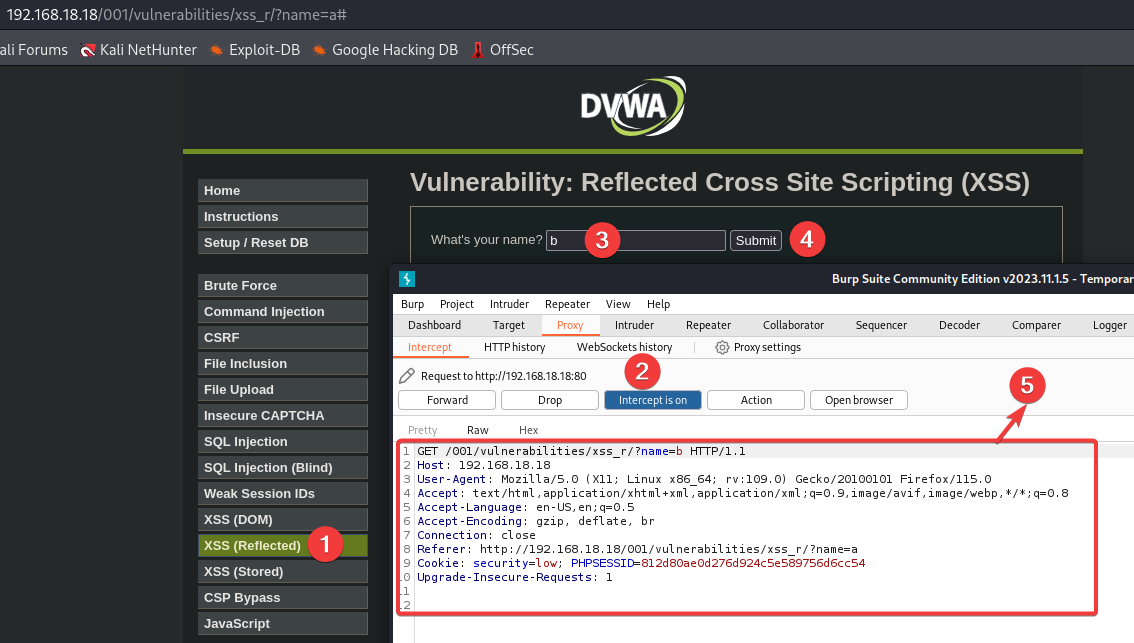 192.168.18.18/001/vulnerabilities/xss_r/?name=a#
ali Forums Kali NetHunter Exploit-DB Google Hacking DB OffSec
DVWA
Vulnerability: Reflected Cross Site Scripting (XSS)
Home
Instructions
Setup / Reset DB
Brute Force
Command Injection
CSRF
File Inclusion
File Upload
Insecure CAPTCHA
SQL Injection
SQL Injection (Blind)
Weak Session IDs
XSS (DOM)
XSS (Reflected) 1
XSS (Stored)
CSP Bypass
JavaScript
What's your name? b 3 Submit 4
Burp Suite Community Edition v2023.11.1.5 - Temporar
Burp Project Intruder Repeater View Help
Dashboard Target Proxy Intruder Repeater Collaborator Sequencer Decoder Comparer Logger
Intercept HTTP history WebSockets history Proxy settings
Request to http://192.168.18.18:80 2
5
Forward Drop Intercept is on Action Open browser
Pretty Raw Hex
1 GET /001/vulnerabilities/xss_r/?name=b HTTP/1.1
2 Host: 192.168.18.18
3 User-Agent: Mozilla/5.0 (X11; Linux x86_64; rv:109.0) Gecko/20100101 Firefox/115.0
4 Accept: text/html,application/xhtml+xml,application/xml;q=0.9,image/avif,image/webp,*/*;q=0.8
5 Accept-Language: en-US,en;q=0.5
6 Accept-Encoding: gzip, deflate, br
7 Connection: close
8 Referer: http://192.168.18.18/001/vulnerabilities/xss_r/?name=a
9 Cookie: security=low; PHPSESSID=812d80ae0d276d924c5e589756d6cc54
10 Upgrade-Insecure-Requests: 1
11
12